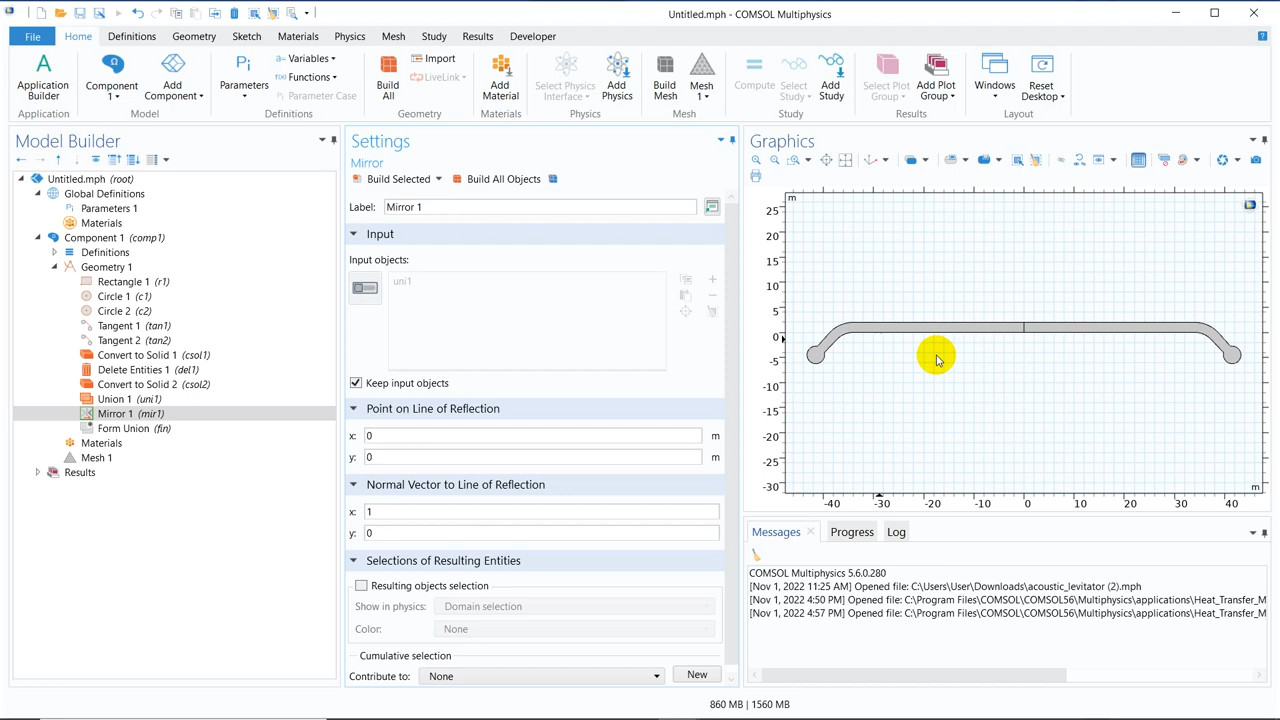 Untitled.mph - COMSOL Multiphysics
File Home Definitions Geometry Sketch Materials Physics Mesh Study Results Developer
Application Builder
Component 1
Add Component
Pi
Parameters
a= Variables
f(x) Functions
Parameter Case
Build All
Import
LiveLink
Add Material
Select Physics Interface
Add Physics
Build Mesh
Mesh 1
Compute
Select Study
Add Study
Select Plot Group
Add Plot Group
Windows
Reset Desktop
Application Model Definitions Geometry Materials Physics Mesh Study Results Layout
Model Builder
Untitled.mph (root)
Global Definitions
Pi Parameters 1
Materials
Component 1 (comp1)
Definitions
Geometry 1
Rectangle 1 (r1)
Circle 1 (c1)
Circle 2 (c2)
Tangent 1 (tan1)
Tangent 2 (tan2)
Convert to Solid 1 (csol1)
Delete Entities 1 (del1)
Convert to Solid 2 (csol2)
Union 1 (uni1)
Mirror 1 (mir1)
Form Union (fin)
Materials
Mesh 1
Results
Settings
Mirror
Build Selected Build All Objects
Label: Mirror 1
Input
Input objects:
uni1
Keep input objects
Point on Line of Reflection
x: 0 m
y: 0 m
Normal Vector to Line of Reflection
x: 1
y: 0
Selections of Resulting Entities
Resulting objects selection
Show in physics: Domain selection
Color: None
Cumulative selection
Contribute to: None New
Graphics
m
25
20
15
10
5
0
-5
-10
-15
-20
-25
-30
m
-40 -30 -20 -10 0 10 20 30 40
Messages Progress Log
COMSOL Multiphysics 5.6.0.280
[Nov 1, 2022 11:25 AM] Opened file: C:\Users\User\Downloads\acoustic_levitator (2).mph
[Nov 1, 2022 4:50 PM] Opened file: C:\Program Files\COMSOL\COMSOL56\Multiphysics\applications\Heat_Transfer_M
[Nov 1, 2022 4:57 PM] Opened file: C:\Program Files\COMSOL\COMSOL56\Multiphysics\applications\Heat_Transfer_M
860 MB | 1560 MB